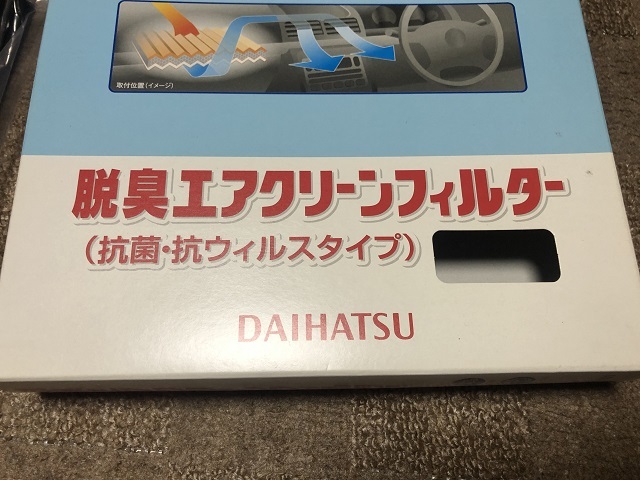 取付位置(イメージ)
脱臭エアクリーンフィルター
(抗菌・抗ウィルスタイプ)
DAIHATSU